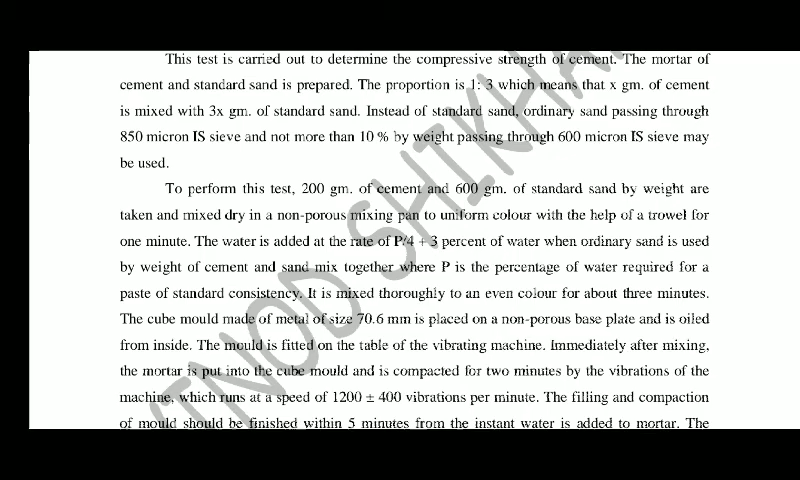 This test is carried out to determine the compressive strength of cement. The mortar of
cement and standard sand is prepared. The proportion is 1: 3 which means that x gm. of cement
is mixed with 3x gm. of standard sand. Instead of standard sand, ordinary sand passing through
850 micron IS sieve and not more than 10 % by weight passing through 600 micron IS sieve may
be used.
To perform this test, 200 gm. of cement and 600 gm. of standard sand by weight are
taken and mixed dry in a non-porous mixing pan to uniform colour with the help of a trowel for
one minute. The water is added at the rate of P/4 + 3 percent of water when ordinary sand is used
by weight of cement and sand mix together where P is the percentage of water required for a
paste of standard consistency. It is mixed thoroughly to an even colour for about three minutes.
The cube mould made of metal of size 70.6 mm is placed on a non-porous base plate and is oiled
from inside. The mould is fitted on the table of the vibrating machine. Immediately after mixing,
the mortar is put into the cube mould and is compacted for two minutes by the vibrations of the
machine, which runs at a speed of 1200 ± 400 vibrations per minute. The filling and compaction
of mould should be finished within 5 minutes from the instant water is added to mortar. The